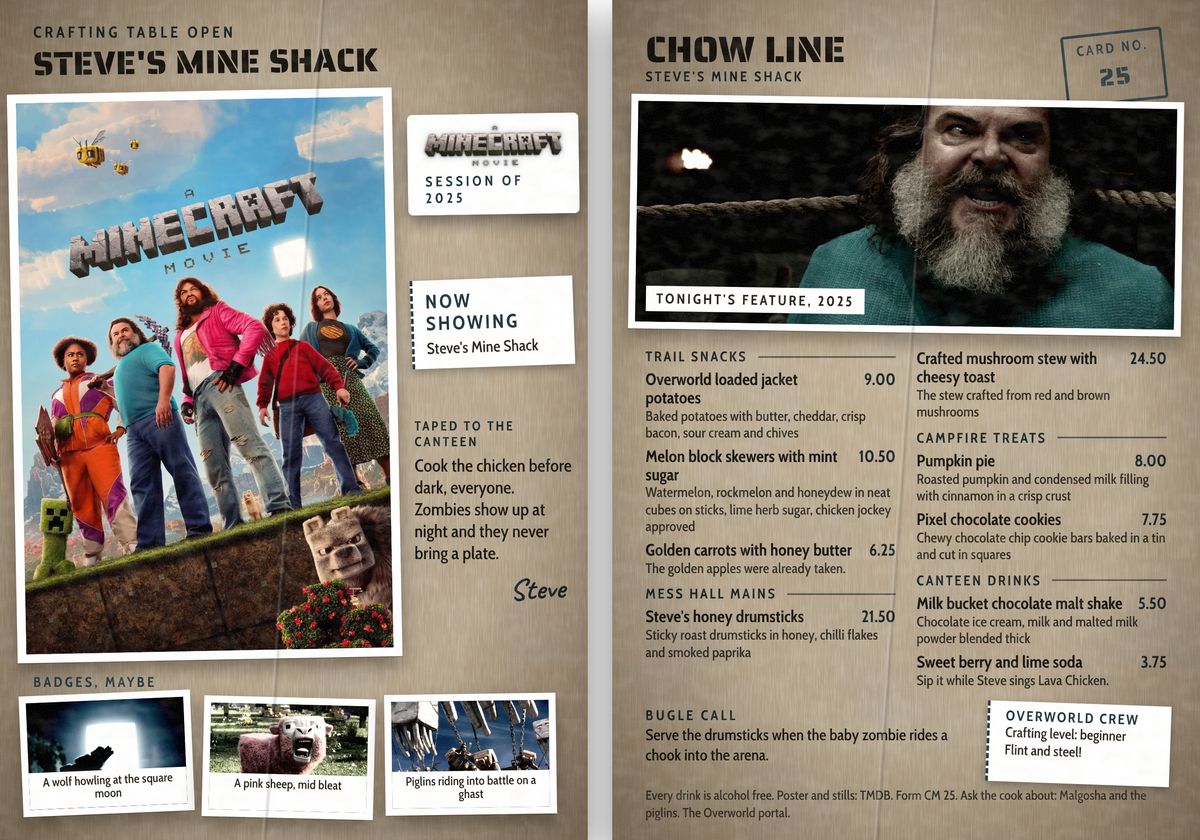 CRAFTING TABLE OPEN
STEVE'S MINE SHACK
A
MINECRAFT
MOVIE
A
MINECRAFT
MOVIE
SESSION OF
2025
NOW
SHOWING
Steve's Mine Shack
TAPED TO THE
CANTEEN
Cook the chicken before
dark, everyone.
Zombies show up at
night and they never
bring a plate.
Steve
BADGES, MAYBE
A wolf howling at the square
moon
A pink sheep, mid bleat
Piglins riding into battle on a
ghast
CHOW LINE
STEVE'S MINE SHACK
CARD NO.
25
TONIGHT'S FEATURE, 2025
TRAIL SNACKS
Overworld loaded jacket 9.00
potatoes
Baked potatoes with butter, cheddar, crisp
bacon, sour cream and chives
Melon block skewers with mint 10.50
sugar
Watermelon, rockmelon and honeydew in neat
cubes on sticks, lime herb sugar, chicken jockey
approved
Golden carrots with honey butter 6.25
The golden apples were already taken.
MESS HALL MAINS
Steve's honey drumsticks 21.50
Sticky roast drumsticks in honey, chilli flakes
and smoked paprika
Crafted mushroom stew with 24.50
cheesy toast
The stew crafted from red and brown
mushrooms
CAMPFIRE TREATS
Pumpkin pie 8.00
Roasted pumpkin and condensed milk filling
with cinnamon in a crisp crust
Pixel chocolate cookies 7.75
Chewy chocolate chip cookie bars baked in a tin
and cut in squares
CANTEEN DRINKS
Milk bucket chocolate malt shake 5.50
Chocolate ice cream, milk and malted milk
powder blended thick
Sweet berry and lime soda 3.75
Sip it while Steve sings Lava Chicken.
BUGLE CALL
Serve the drumsticks when the baby zombie rides a
chook into the arena.
OVERWORLD CREW
Crafting level: beginner
Flint and steel!
Every drink is alcohol free. Poster and stills: TMDB. Form CM 25. Ask the cook about: Malgosha and the
piglins. The Overworld portal.